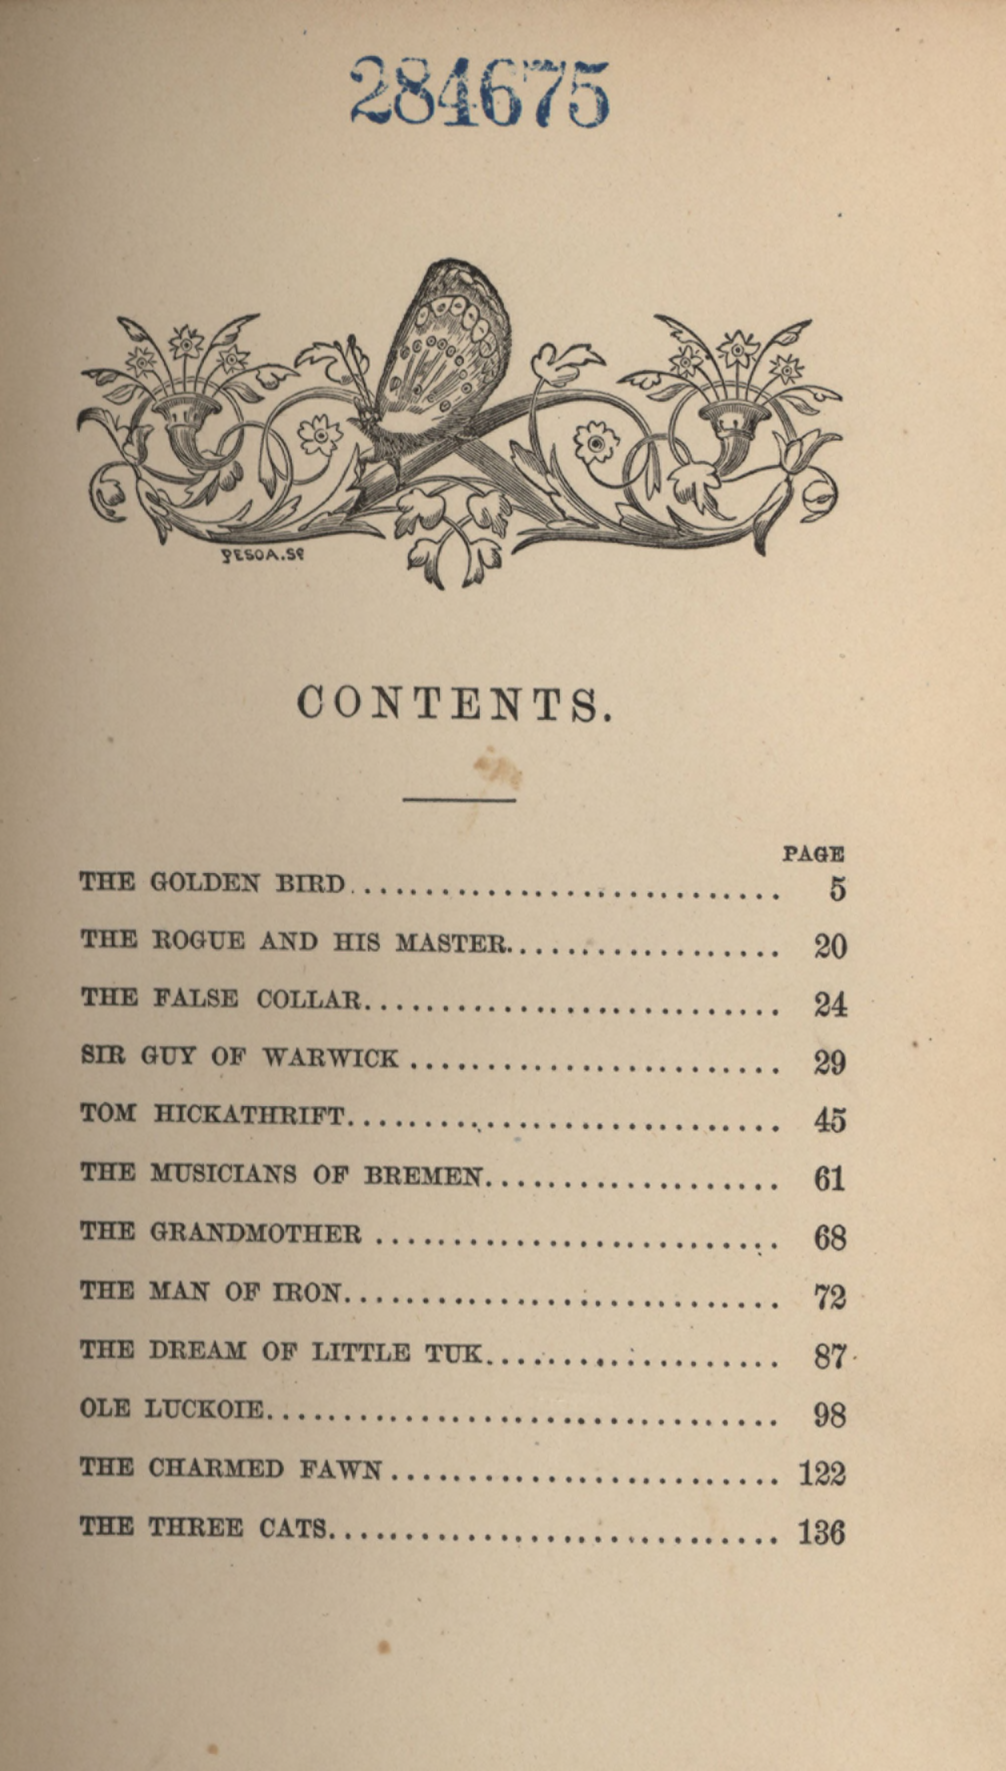 284675
PESOA.SC
CONTENTS.
PAGE
THE GOLDEN BIRD............................ 5
THE ROGUE AND HIS MASTER.................. 20
THE FALSE COLLAR........................... 24
SIR GUY OF WARWICK ........................ 29
TOM HICKATHRIFT............................ 45
THE MUSICIANS OF BREMEN................... 61
THE GRANDMOTHER .......................... 68
THE MAN OF IRON............................ 72
THE DREAM OF LITTLE TUK................... 87
OLE LUCKOIE................................. 98
THE CHARMED FAWN......................... 122
THE THREE CATS............................. 136